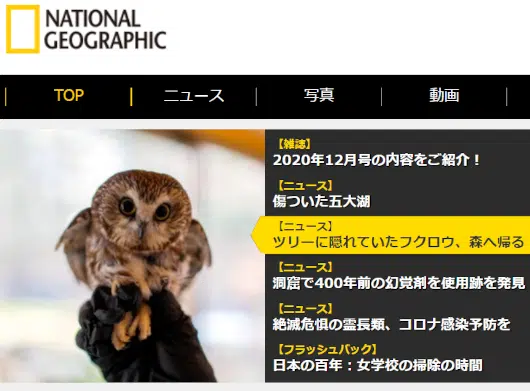 NATIONAL
GEOGRAPHIC
TOP ニュース 写真 動画
【雑誌】
2020年12月号の内容をご紹介！
【ニュース】
傷ついた五大湖
【ニュース】
ツリーに隠れていたフクロウ、森へ帰る
【ニュース】
洞窟で400年前の幻覚剤を使用跡を発見
【ニュース】
絶滅危惧の霊長類、コロナ感染予防を
【フラッシュバック】
日本の百年：女学校の掃除の時間